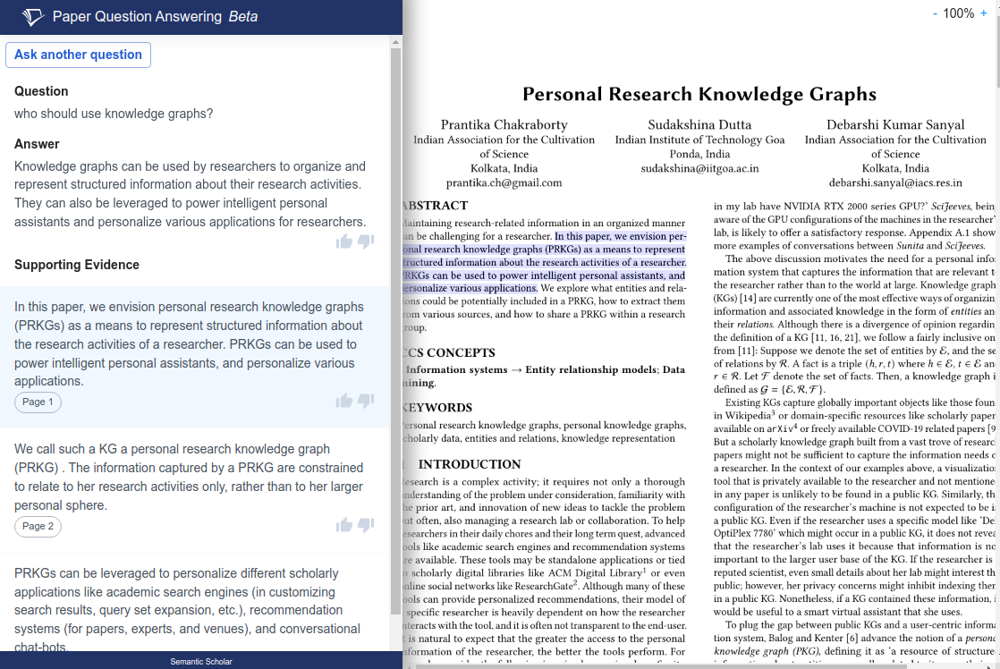 Paper Question Answering Beta
- 100% +
Ask another question
Question
who should use knowledge graphs?
Answer
Knowledge graphs can be used by researchers to organize and
represent structured information about their research activities.
They can also be leveraged to power intelligent personal
assistants and personalize various applications for researchers.
Supporting Evidence
In this paper, we envision personal research knowledge graphs
(PRKGs) as a means to represent structured information about
the research activities of a researcher. PRKGs can be used to
power intelligent personal assistants, and personalize various
applications.
Page 1
We call such a KG a personal research knowledge graph
(PRKG) . The information captured by a PRKG are constrained
to relate to her research activities only, rather than to her larger
personal sphere.
Page 2
PRKGs can be leveraged to personalize different scholarly
applications like academic search engines (in customizing
search results, query set expansion, etc.), recommendation
systems (for papers, experts, and venues), and conversational
chat-bots.
Semantic Scholar
Personal Research Knowledge Graphs
Prantika Chakraborty
Indian Association for the Cultivation
of Science
Kolkata, India
prantika.ch@gmail.com
Sudakshina Dutta
Indian Institute of Technology Goa
Ponda, India
sudakshina@iitgoa.ac.in
Debarshi Kumar Sanyal
Indian Association for the Cultivation
of Science
Kolkata, India
debarshi.sanyal@iacs.res.in
ABSTRACT
Maintaining research-related information in an organized manner
can be challenging for a researcher. In this paper, we envision per-
onal research knowledge graphs (PRKGs) as a means to represent
structured information about the research activities of a researcher.
PRKGs can be used to power intelligent personal assistants, and
personalize various applications. We explore what entities and rela-
ions could be potentially included in a PRKG, how to extract them
rom various sources, and how to share a PRKG within a research
roup.
CCS CONCEPTS
Information systems → Entity relationship models; Data
mining.
KEYWORDS
ersonal research knowledge graphs, personal knowledge graphs,
cholarly data, entities and relations, knowledge representation
INTRODUCTION
Research is a complex activity; it requires not only a thorough
understanding of the problem under consideration, familiarity with
he prior art, and innovation of new ideas to tackle the problem
ut often, also managing a research lab or collaboration. To help
esearchers in their daily chores and their long term quest, advanced
ools like academic search engines and recommendation systems
re available. These tools may be standalone applications or tied
o scholarly digital libraries like ACM Digital Library1 or even
nline social networks like ResearchGate2. Although many of these
ools can provide personalized recommendations, their model of
specific researcher is heavily dependent on how the researcher
nteracts with the tool, and it is often not transparent to the end-user.
t is natural to expect that the greater the access to the personal
nformation of the researcher, the better the tools perform. For
in my lab have NVIDIA RTX 2000 series GPU?' SciJeeves, bein
aware of the GPU configurations of the machines in the researcher'
lab, is likely to offer a satisfactory response. Appendix A.1 show
more examples of conversations between Sunita and SciJeeves.
The above discussion motivates the need for a personal infor
mation system that captures the information that are relevant t
the researcher rather than to the world at large. Knowledge graph
(KGs) [14] are currently one of the most effective ways of organizin
information and associated knowledge in the form of entities an
their relations. Although there is a divergence of opinion regardin
the definition of a KG [11, 16, 21], we follow a fairly inclusive on
from [11]: Suppose we denote the set of entities by ℰ, and the se
of relations by ℛ. A fact is a triple (h, r, t) where h ∈ ℰ, t ∈ ℰ an
r ∈ ℛ. Let ℱ denote the set of facts. Then, a knowledge graph i
defined as 𝒢 = {ℰ, ℛ, ℱ}.
Existing KGs capture globally important objects like those foun
in Wikipedia3 or domain-specific resources like scholarly paper
available on arXiv4 or freely available COVID-19 related papers [9
But a scholarly knowledge graph built from a vast trove of researc
papers might not be sufficient to capture the information needs o
a researcher. In the context of our examples above, a visualizatio
tool that is privately available to the researcher and not mentione
in any paper is unlikely to be found in a public KG. Similarly, th
configuration of the researcher's machine is not expected to be i
a public KG. Even if the researcher uses a specific model like 'De
OptiPlex 7780' which might occur in a public KG, it does not revea
that the researcher's lab uses it because that information is no
important to the larger user base of the KG. If the researcher is
reputed scientist, even small details about her lab might interest th
public; however, her privacy concerns might inhibit indexing them
in a public KG. Nonetheless, if a KG contained these information, i
would be useful to a smart virtual assistant that she uses.
To plug the gap between public KGs and a user-centric informa
tion system, Balog and Kenter [6] advance the notion of a persona
knowledge graph (PKG), defining it as 'a resource of structure